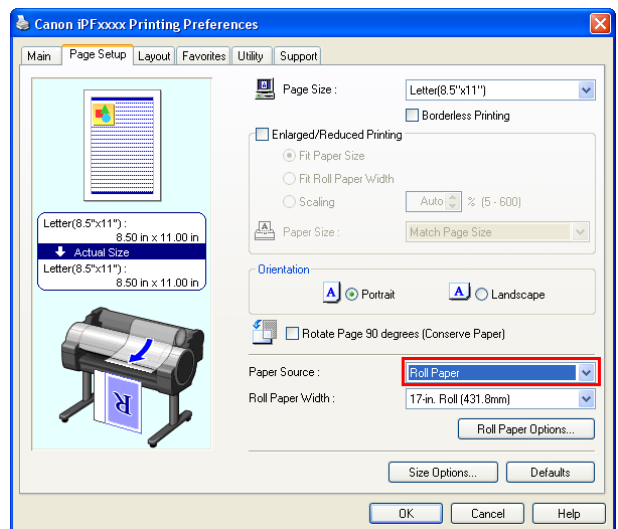 Canon iPFxxxx Printing Preferences
Main Page Setup Layout Favorites Utility Support
Page Size : Letter(8.5"x11")
Borderless Printing
Enlarged/Reduced Printing
Fit Paper Size
Fit Roll Paper Width
Scaling Auto % (5 - 600)
Paper Size : Match Page Size
Letter(8.5"x11") :
8.50 in x 11.00 in
Actual Size
Letter(8.5"x11") :
8.50 in x 11.00 in
Orientation
A Portrait A Landscape
Rotate Page 90 degrees (Conserve Paper)
Paper Source : Roll Paper
Roll Paper Width : 17-in. Roll (431.8mm)
Roll Paper Options...
R
Size Options... Defaults
OK Cancel Help